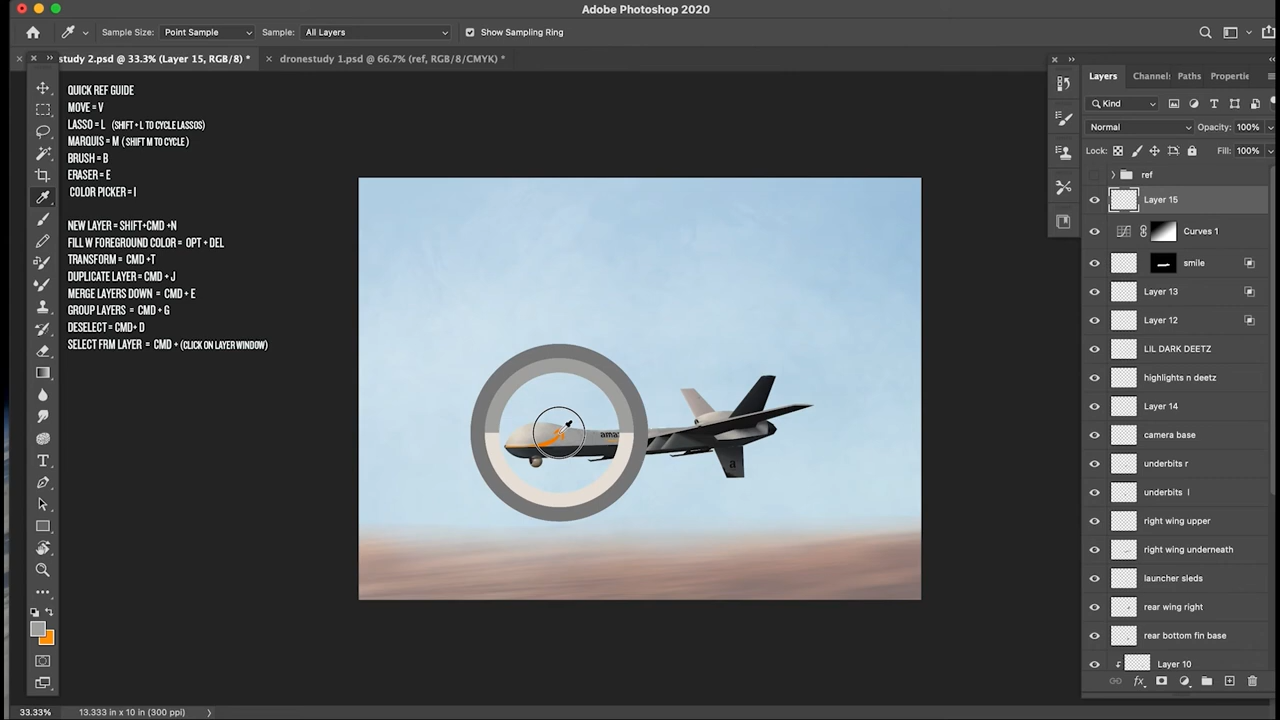 Adobe Photoshop 2020
Sample Size: Point Sample Sample: All Layers Show Sampling Ring
study 2.psd @ 33.3% (Layer 15, RGB/8) * dronestudy 1.psd @ 66.7% (ref, RGB/8/CMYK) *
QUICK REF GUIDE
MOVE = V
LASSO = L (SHIFT + L TO CYCLE LASSOS)
MARQUIS = M ( SHIFT M TO CYCLE )
BRUSH = B
ERASER = E
COLOR PICKER = I
NEW LAYER = SHIFT+CMD +N
FILL W FOREGROUND COLOR = OPT + DEL
TRANSFORM = CMD +T
DUPLICATE LAYER = CMD + J
MERGE LAYERS DOWN = CMD + E
GROUP LAYERS = CMD + G
DESELECT = CMD+ D
SELECT FRM LAYER = CMD + (CLICK ON LAYER WINDOW)
amaz
a
Layers Channel Paths Properti
Kind
Normal Opacity: 100%
Lock: Fill: 100%
ref
Layer 15
Curves 1
smile
Layer 13
Layer 12
LIL DARK DEETZ
highlights n deetz
Layer 14
camera base
underbits r
underbits l
right wing upper
right wing underneath
launcher sleds
rear wing right
rear bottom fin base
Layer 10
33.33% 13.333 in x 10 in (300 ppi)